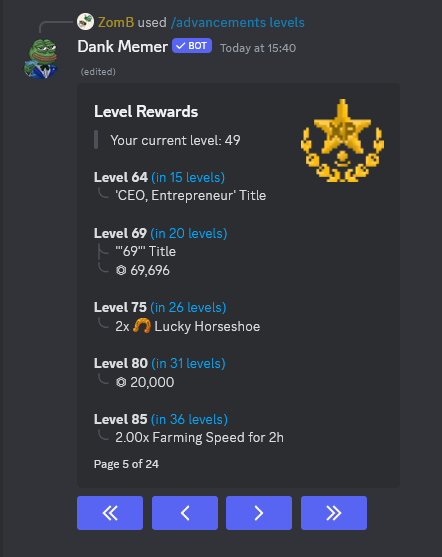 ZomB used /advancements levels
Dank Memer ✓ BOT Today at 15:40
(edited)
Level Rewards
Your current level: 49
XP
Level 64 (in 15 levels)
'CEO, Entrepreneur' Title
Level 69 (in 20 levels)
'"69"' Title
69,696
Level 75 (in 26 levels)
2x Lucky Horseshoe
Level 80 (in 31 levels)
20,000
Level 85 (in 36 levels)
2.00x Farming Speed for 2h
Page 5 of 24